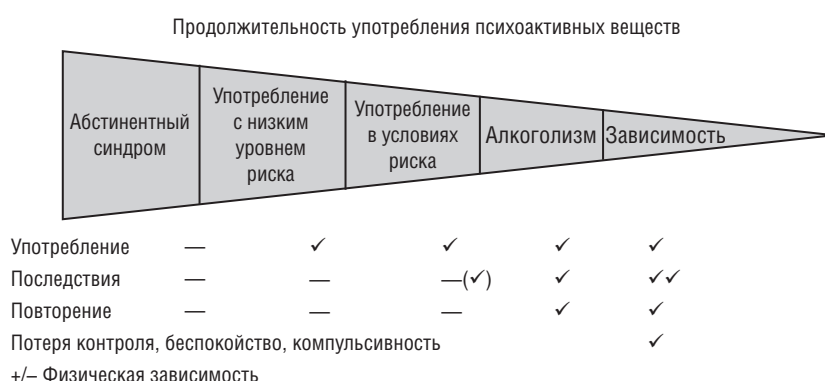 Продолжительность употребления психоактивных веществ
Абстинентный
синдром
Употребление
с низким
уровнем
риска
Употребление
в условиях
риска
Алкоголизм
Зависимость
Употребление — ✓ ✓ ✓ ✓
Последствия — — —(✓) ✓ ✓✓
Повторение — — — ✓ ✓
Потеря контроля, беспокойство, компульсивность ✓
+/– Физическая зависимость